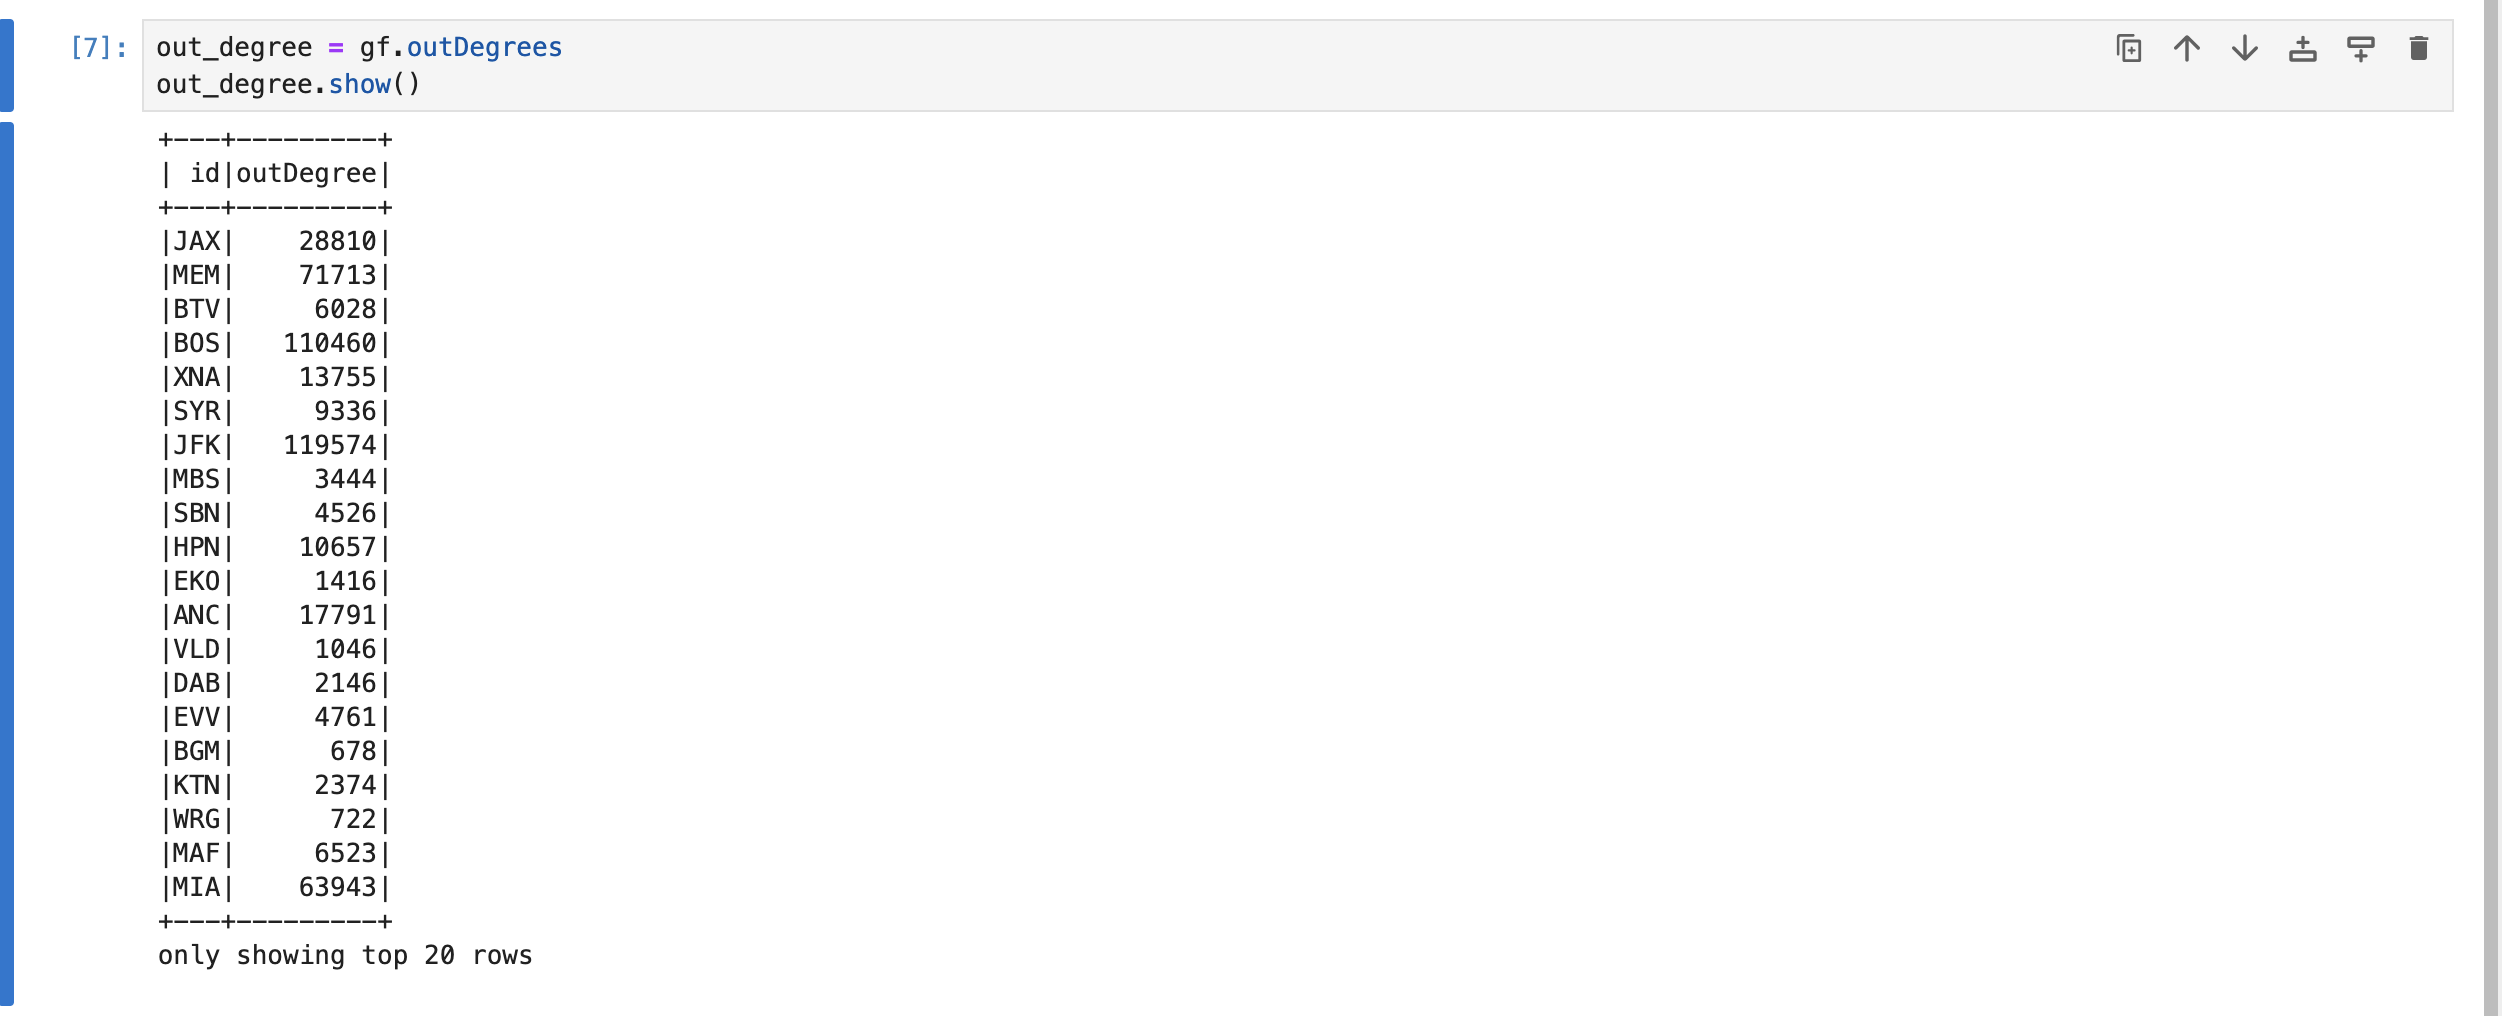 [7]: out_degree = gf.outDegrees
out_degree.show()
+---+---------+
| id|outDegree|
+---+---------+
|JAX|    28810|
|MEM|    71713|
|BTV|     6028|
|BOS|   110460|
|XNA|    13755|
|SYR|     9336|
|JFK|   119574|
|MBS|     3444|
|SBN|     4526|
|HPN|    10657|
|EKO|     1416|
|ANC|    17791|
|VLD|     1046|
|DAB|     2146|
|EVV|     4761|
|BGM|      678|
|KTN|     2374|
|WRG|      722|
|MAF|     6523|
|MIA|    63943|
+---+---------+
only showing top 20 rows